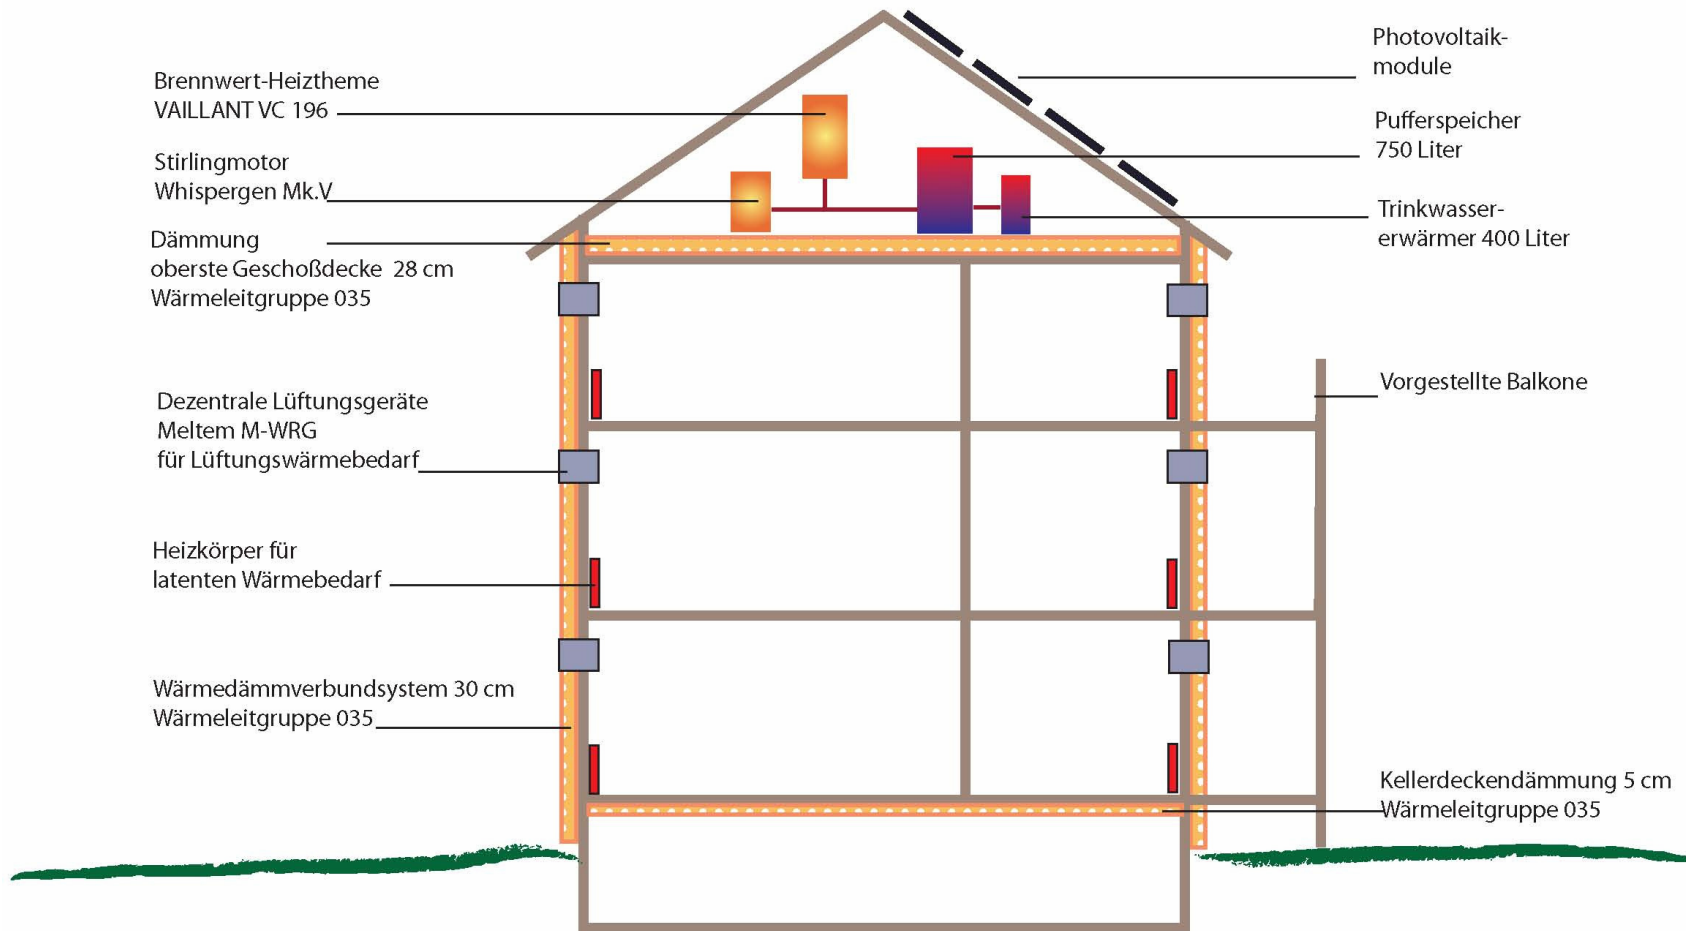 Brennwert-Heiztheme
VAILLANT VC 196
Stirlingmotor
Whispergen Mk.V
Dämmung
oberste Geschoßdecke 28 cm
Wärmeleitgruppe 035
Dezentrale Lüftungsgeräte
Meltem M-WRG
für Lüftungswärmebedarf
Heizkörper für
latenten Wärmebedarf
Wärmedämmverbundsystem 30 cm
Wärmeleitgruppe 035
Photovoltaik-
module
Pufferspeicher
750 Liter
Trinkwasser-
erwärmer 400 Liter
Vorgestellte Balkone
Kellerdeckendämmung 5 cm
Wärmeleitgruppe 035